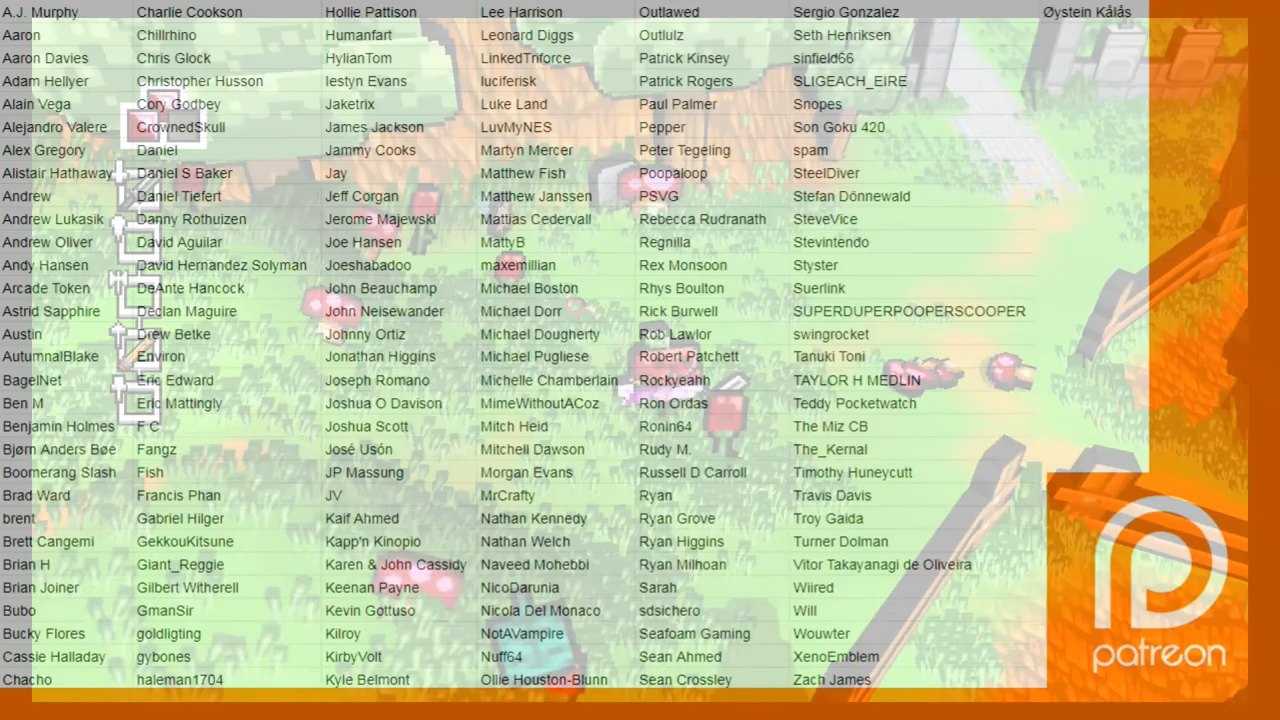 A.J. Murphy Charlie Cookson Hollie Pattison Lee Harrison Outlawed Sergio Gonzalez Øystein Kålås
Aaron Chillrhino Humanfart Leonard Diggs Outlulz Seth Henriksen
Aaron Davies Chris Glock HylianTom LinkedTriforce Patrick Kinsey sinfield66
Adam Hellyer Christopher Husson Iestyn Evans luciferisk Patrick Rogers SLIGEACH_EIRE
Alain Vega Cory Godbey Jaketrix Luke Land Paul Palmer Snopes
Alejandro Valere CrownedSkull James Jackson LuvMyNES Pepper Son Goku 420
Alex Gregory Daniel Jammy Cooks Martyn Mercer Peter Tegeling spam
Alistair Hathaway Daniel S Baker Jay Matthew Fish Poopaloop SteelDiver
Andrew Daniel Tiefert Jeff Corgan Matthew Janssen PSVG Stefan Dönnewald
Andrew Lukasik Danny Rothuizen Jerome Majewski Mattias Cedervall Rebecca Rudranath SteveVice
Andrew Oliver David Aguilar Joe Hansen MattyB Regnilla Stevintendo
Andy Hansen David Hernandez Solyman Joeshabadoo maxemillian Rex Monsoon Styster
Arcade Token DeAnte Hancock John Beauchamp Michael Boston Rhys Boulton Suerlink
Astrid Sapphire Declan Maguire John Neisewander Michael Dorr Rick Burwell SUPERDUPERPOOPERSCOOPER
Austin Drew Betke Johnny Ortiz Michael Dougherty Rob Lawlor swingrocket
AutumnalBlake Environ Jonathan Higgins Michael Pugliese Robert Patchett Tanuki Toni
BagelNet Eric Edward Joseph Romano Michelle Chamberlain Rockyeahh TAYLOR H MEDLIN
Ben M Eric Mattingly Joshua O Davison MimeWithoutACoz Ron Ordas Teddy Pocketwatch
Benjamin Holmes F C Joshua Scott Mitch Heid Ronin64 The Miz CB
Bjørn Anders Bøe Fangz José Usón Mitchell Dawson Rudy M. The_Kernal
Boomerang Slash Fish JP Massung Morgan Evans Russell D Carroll Timothy Huneycutt
Brad Ward Francis Phan JV MrCrafty Ryan Travis Davis
brent Gabriel Hilger Kaif Ahmed Nathan Kennedy Ryan Grove Troy Gaida
Brett Cangemi GekkouKitsune Kapp'n Kinopio Nathan Welch Ryan Higgins Turner Dolman
Brian H Giant_Reggie Karen & John Cassidy Naveed Mohebbi Ryan Milhoan Vitor Takayanagi de Oliveira
Brian Joiner Gilbert Witherell Keenan Payne NicoDarunia Sarah Wiired
Bubo GmanSir Kevin Gottuso Nicola Del Monaco sdsichero Will
Bucky Flores goldligting Kilroy NotAVampire Seafoam Gaming Wouwter
Cassie Halladay gybones KirbyVolt Nuff64 Sean Ahmed XenoEmblem
Chacho haleman1704 Kyle Belmont Ollie Houston-Blunn Sean Crossley Zach James
patreon